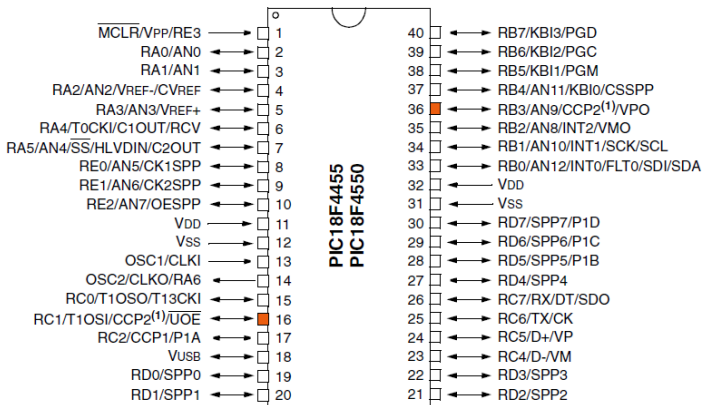 MCLR/VPP/RE3 1 40 RB7/KBI3/PGD
RA0/AN0 2 39 RB6/KBI2/PGC
RA1/AN1 3 38 RB5/KBI1/PGM
RA2/AN2/VREF-/CVREF 4 37 RB4/AN11/KBI0/CSSPP
RA3/AN3/VREF+ 5 36 RB3/AN9/CCP2(1)/VPO
RA4/T0CKI/C1OUT/RCV 6 35 RB2/AN8/INT2/VMO
RA5/AN4/SS/HLVDIN/C2OUT 7 34 RB1/AN10/INT1/SCK/SCL
RE0/AN5/CK1SPP 8 33 RB0/AN12/INT0/FLT0/SDI/SDA
RE1/AN6/CK2SPP 9 32 VDD
RE2/AN7/OESPP 10 31 VSS
VDD 11 30 RD7/SPP7/P1D
VSS 12 29 RD6/SPP6/P1C
OSC1/CLKI 13 28 RD5/SPP5/P1B
OSC2/CLKO/RA6 14 27 RD4/SPP4
RC0/T1OSO/T13CKI 15 26 RC7/RX/DT/SDO
RC1/T1OSI/CCP2(1)/UOE 16 25 RC6/TX/CK
RC2/CCP1/P1A 17 24 RC5/D+/VP
VUSB 18 23 RC4/D-/VM
RD0/SPP0 19 22 RD3/SPP3
RD1/SPP1 20 21 RD2/SPP2
PIC18F4455
PIC18F4550